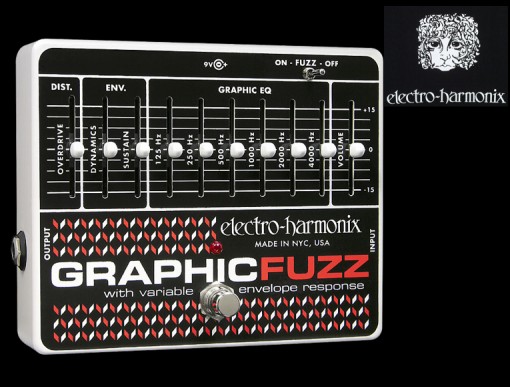 9V +
ON - FUZZ - OFF
DIST.
ENV.
GRAPHIC EQ
OVERDRIVE
DYNAMICS
SUSTAIN
125 Hz
250 Hz
500 Hz
1000 Hz
2000 Hz
4000 Hz
VOLUME
+15
0
-15
OUTPUT
INPUT
electro-harmonix
MADE IN NYC, USA
GRAPHICFUZZ
with variable envelope response
electro-harmonix